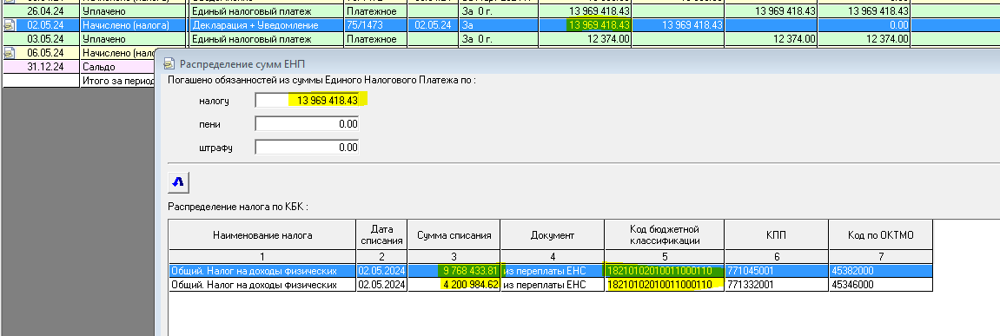 26.04.24 Уплачено Единый налоговый платеж Платежное За 0 г. 13 969 418.43 13 969 418.43 13 969 418.43
02.05.24 Начислено (налога) Декларация + Уведомление 75/1473 02.05.24 За 13 969 418.43 13 969 418.43 0.00
03.05.24 Уплачено Единый налоговый платеж Платежное За 0 г. 12 374.00 12 374.00 12 374.00
06.05.24 Начислено (нало
31.12.24 Сальдо
Итого за период
Распределение сумм ЕНП
Погашено обязанностей из суммы Единого Налогового Платежа по :
налогу 13 969 418.43
пени 0.00
штрафу 0.00
Распределение налога по КБК :
Наименование налога Дата списания Сумма списания Документ Код бюджетной классификации КПП Код по ОКТМО
1 2 3 4 5 6 7
Общий. Налог на доходы физических 02.05.2024 9 768 433.81 из переплаты ЕНС 18210102010011000110 771045001 45382000
Общий. Налог на доходы физических 02.05.2024 4 200 984.62 из переплаты ЕНС 18210102010011000110 771332001 45346000